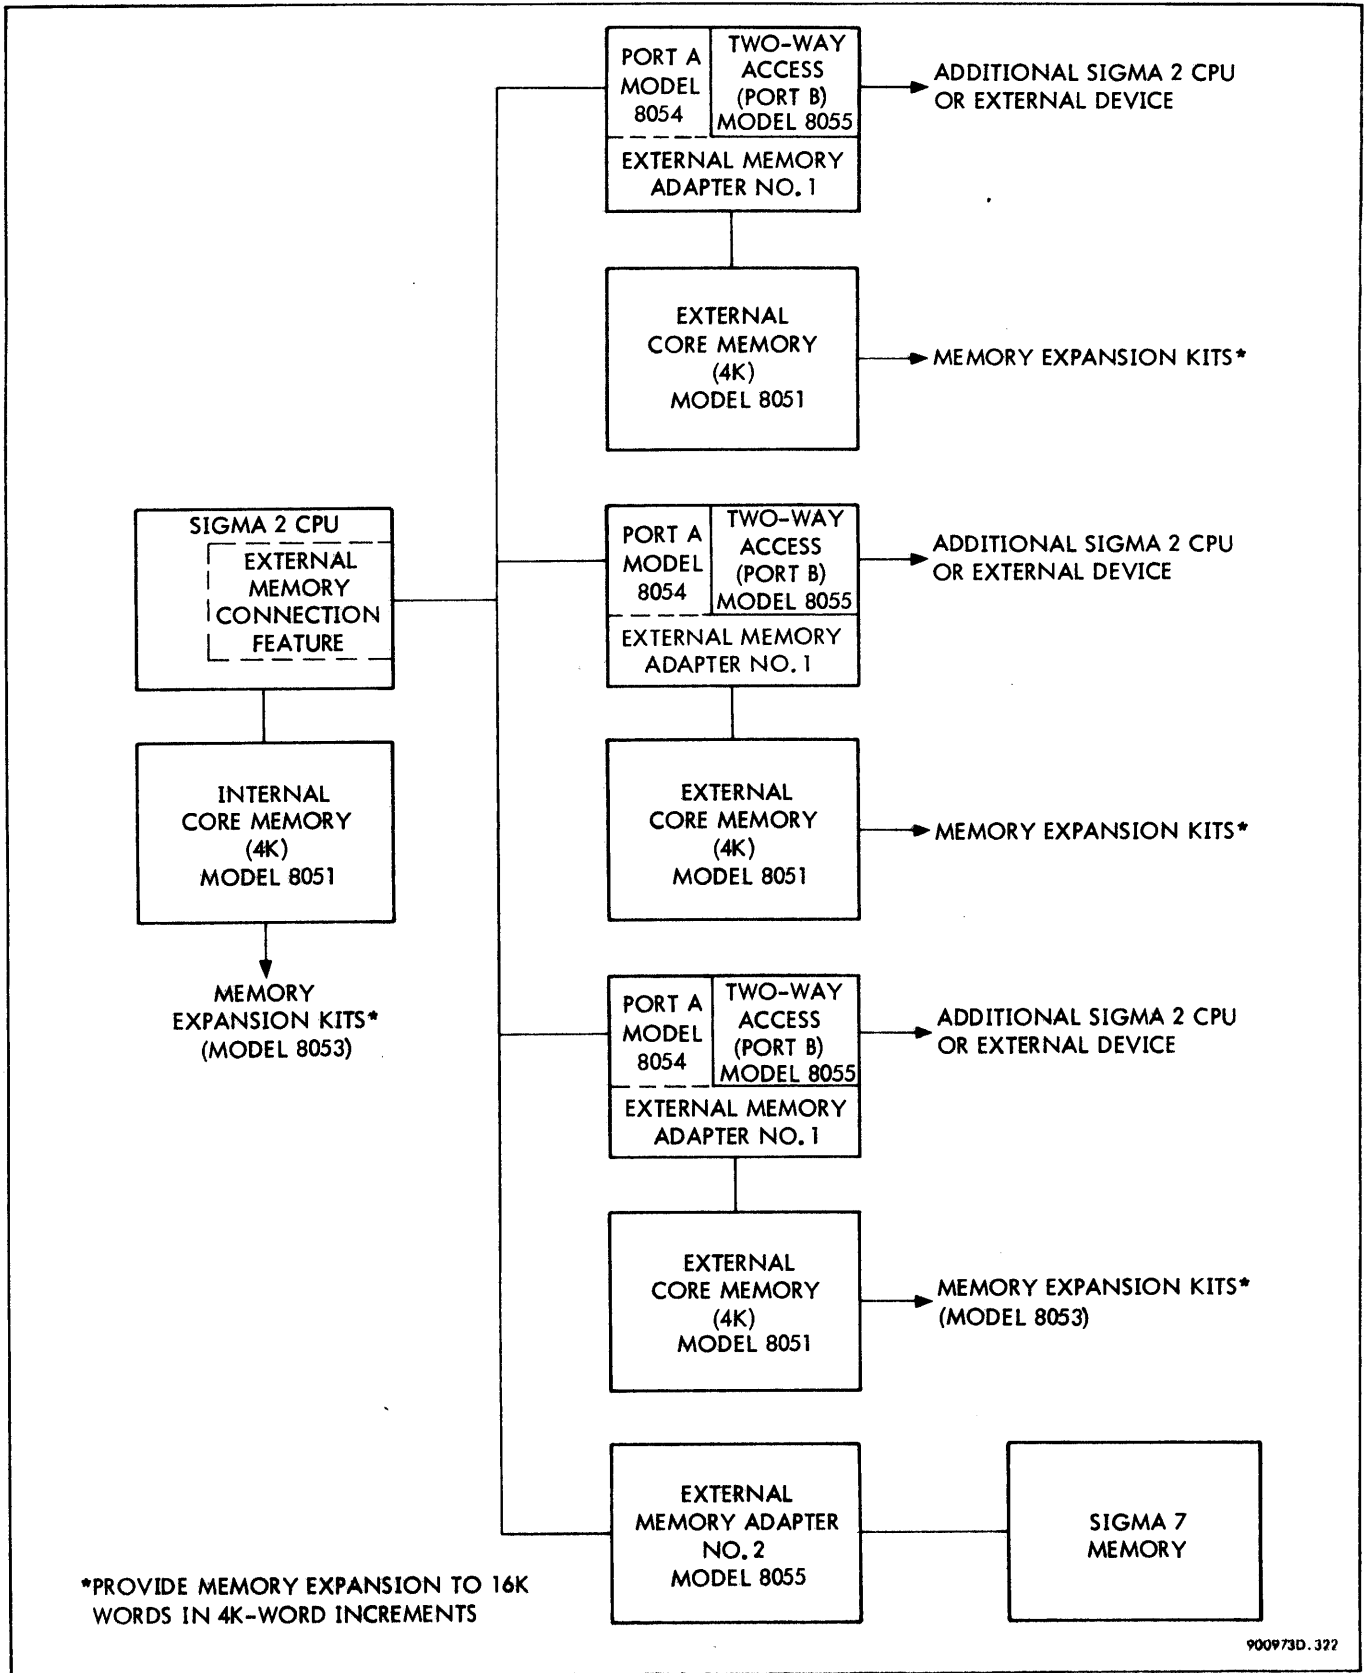 PORT A
MODEL
8054
TWO-WAY
ACCESS
(PORT B)
MODEL 8055
EXTERNAL MEMORY
ADAPTER NO. 1
ADDITIONAL SIGMA 2 CPU
OR EXTERNAL DEVICE
EXTERNAL
CORE MEMORY
(4K)
MODEL 8051
MEMORY EXPANSION KITS*
SIGMA 2 CPU
EXTERNAL
MEMORY
CONNECTION
FEATURE
PORT A
MODEL
8054
TWO-WAY
ACCESS
(PORT B)
MODEL 8055
EXTERNAL MEMORY
ADAPTER NO. 1
ADDITIONAL SIGMA 2 CPU
OR EXTERNAL DEVICE
INTERNAL
CORE MEMORY
(4K)
MODEL 8051
MEMORY
EXPANSION KITS*
(MODEL 8053)
EXTERNAL
CORE MEMORY
(4K)
MODEL 8051
MEMORY EXPANSION KITS*
PORT A
MODEL
8054
TWO-WAY
ACCESS
(PORT B)
MODEL 8055
EXTERNAL MEMORY
ADAPTER NO. 1
ADDITIONAL SIGMA 2 CPU
OR EXTERNAL DEVICE
EXTERNAL
CORE MEMORY
(4K)
MODEL 8051
MEMORY EXPANSION KITS*
(MODEL 8053)
EXTERNAL
MEMORY ADAPTER
NO. 2
MODEL 8055
SIGMA 7
MEMORY
*PROVIDE MEMORY EXPANSION TO 16K
WORDS IN 4K-WORD INCREMENTS
900973D.322